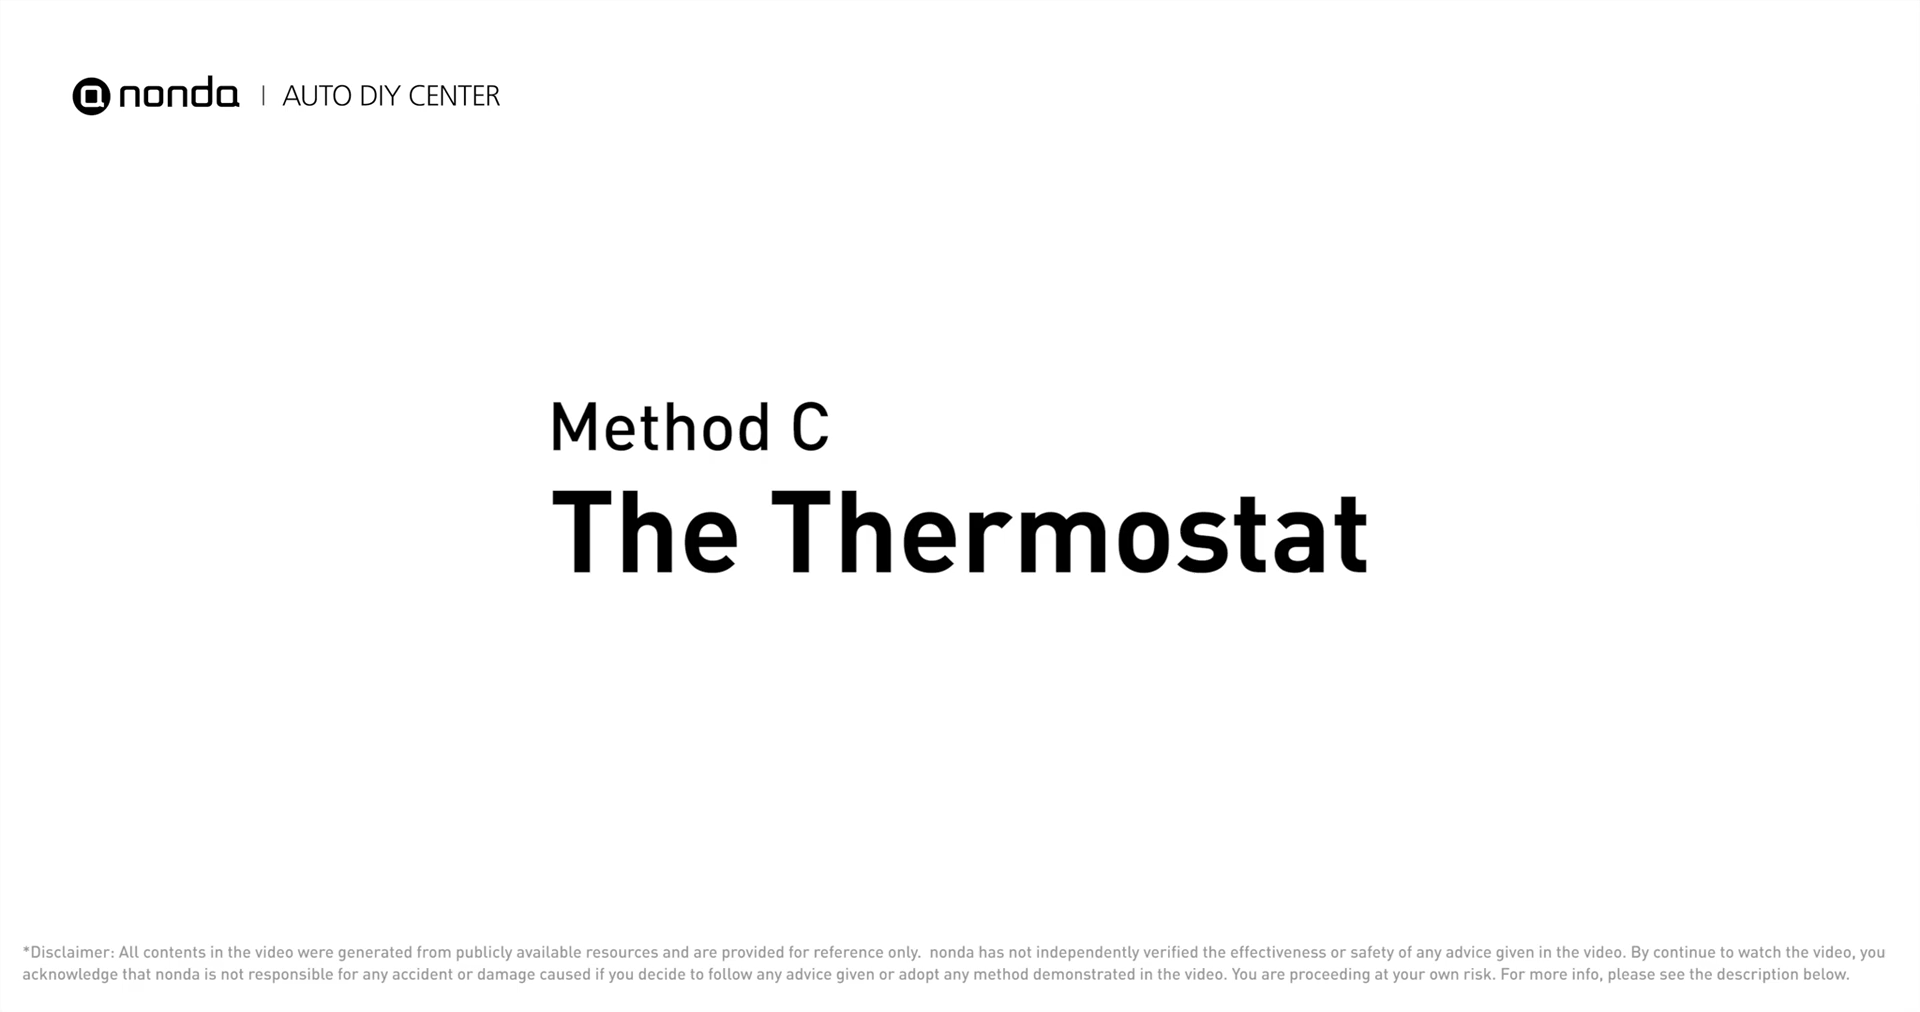 nonda | AUTO DIY CENTER
Method C
The Thermostat
*Disclaimer: All contents in the video were generated from publicly available resources and are provided for reference only.  nonda has not independently verified the effectiveness or safety of any advice given in the video. By continue to watch the video, you
acknowledge that nonda is not responsible for any accident or damage caused if you decide to follow any advice given or adopt any method demonstrated in the video. You are proceeding at your own risk. For more info, please see the description below.